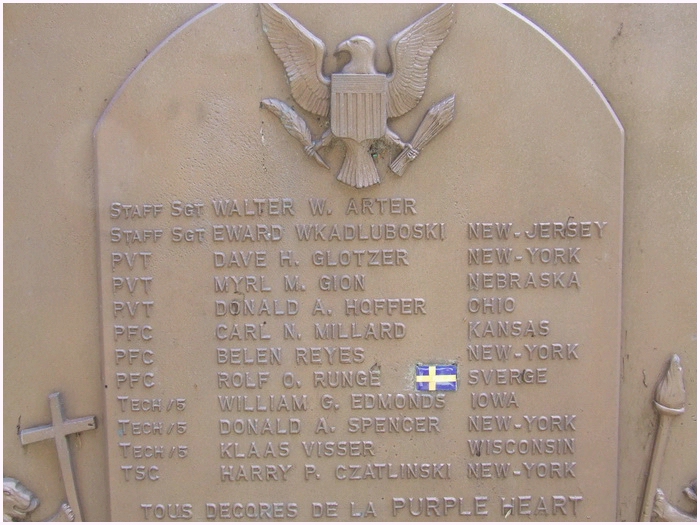 STAFF SGT WALTER W. ARTER
STAFF SGT EWARD WKADLUBOSKI NEW-JERSEY
PVT DAVE H. GLOTZER NEW-YORK
PVT MYRL M. GION NEBRASKA
PVT DONALD A. HOFFER OHIO
PFC CARL N. MILLARD KANSAS
PFC BELEN REYES NEW-YORK
PFC ROLF O. RUNGE SVERGE
TECH/5 WILLIAM G. EDMONDS IOWA
TECH/5 DONALD A. SPENCER NEW-YORK
TECH/5 KLAAS VISSER WISCONSIN
TSC HARRY P. CZATLINSKI NEW-YORK
TOUS DECORES DE LA PURPLE HEART